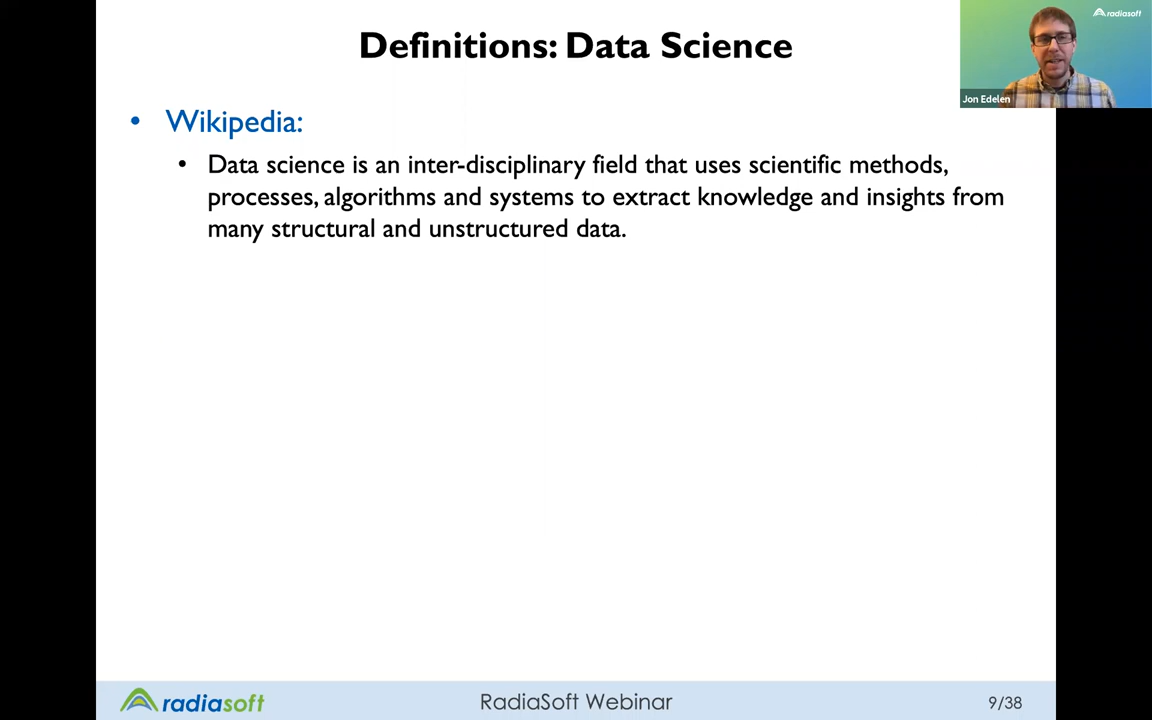 Definitions: Data Science
radiasoft
Jon Edelen
• Wikipedia:
• Data science is an inter-disciplinary field that uses scientific methods,
processes, algorithms and systems to extract knowledge and insights from
many structural and unstructured data.
radiasoft
RadiaSoft Webinar
9/38